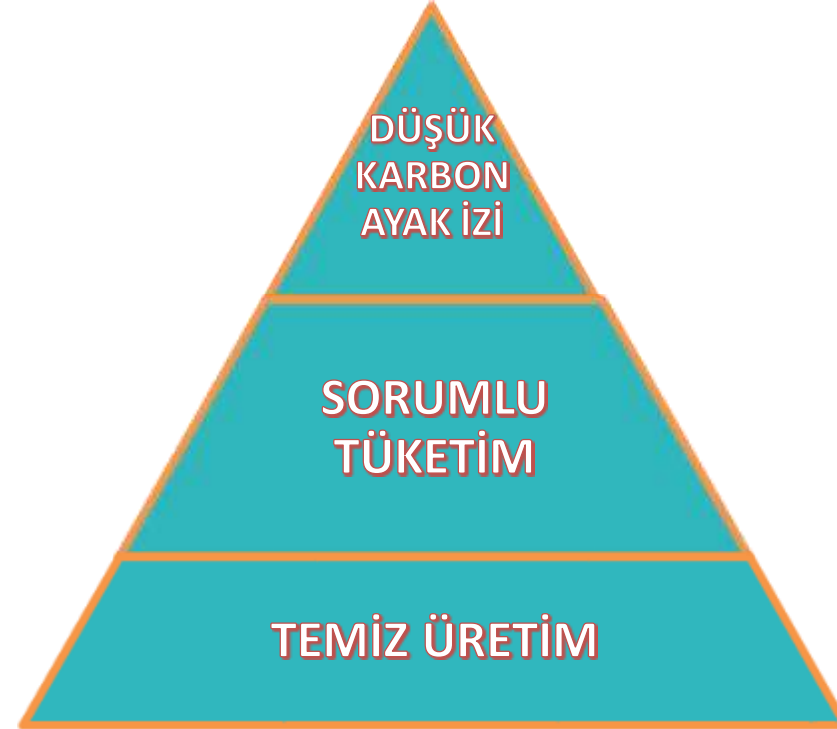 DÜŞÜK
KARBON
AYAK İZİ
SORUMLU
TÜKETİM
TEMİZ ÜRETİM